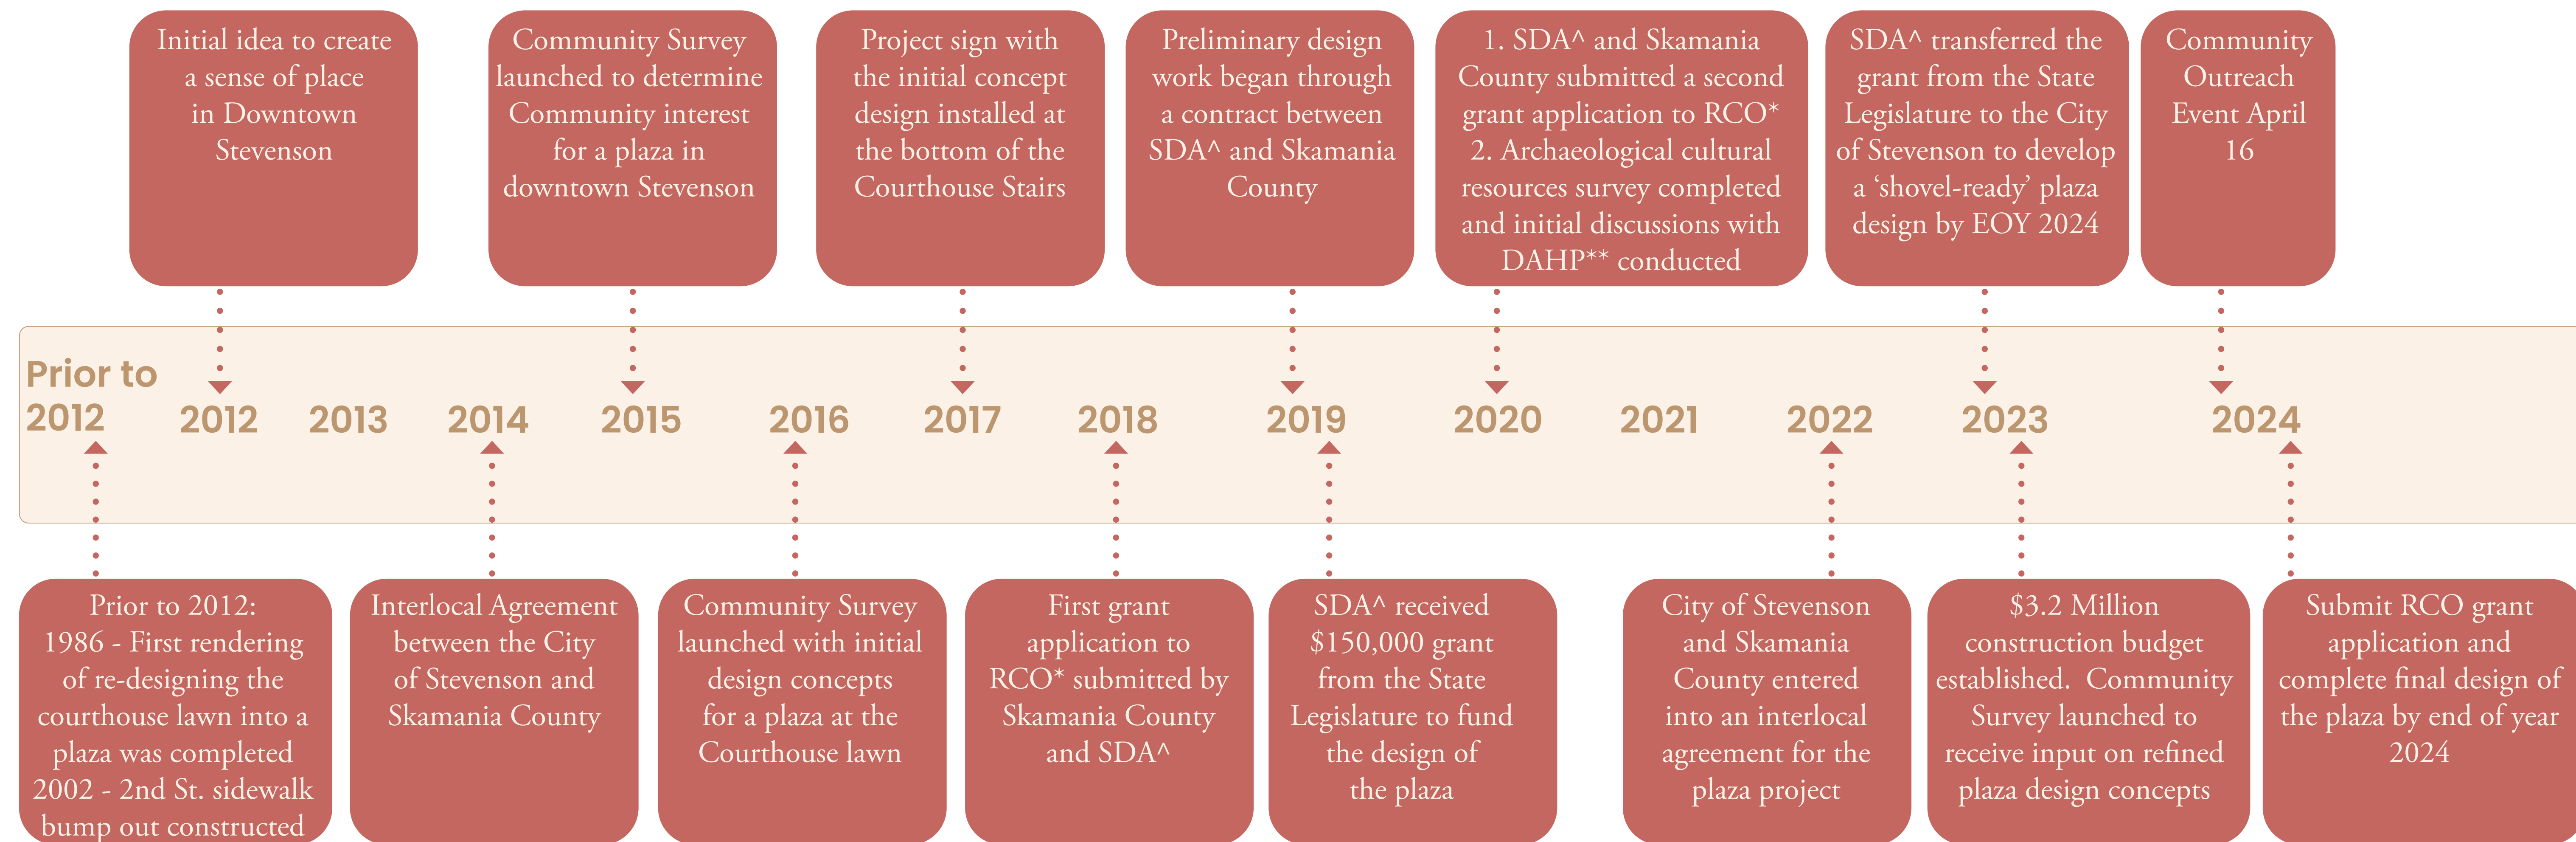 Initial idea to create
a sense of place
in Downtown
Stevenson
Community Survey
launched to determine
Community interest
for a plaza in
downtown Stevenson
Project sign with
the initial concept
design installed at
the bottom of the
Courthouse Stairs
Preliminary design
work began through
a contract between
SDA^ and Skamania
County
1. SDA^ and Skamania
County submitted a second
grant application to RCO*
2. Archaeological cultural
resources survey completed
and initial discussions with
DAHP** conducted
SDA^ transferred the
grant from the State
Legislature to the City
of Stevenson to develop
a ‘shovel-ready’ plaza
design by EOY 2024
Community
Outreach
Event April
16
Prior to
2012
2012
2013
2014
2015
2016
2017
2018
2019
2020
2021
2022
2023
2024
Prior to 2012:
1986 - First rendering
of re-designing the
courthouse lawn into a
plaza was completed
2002 - 2nd St. sidewalk
bump out constructed
Interlocal Agreement
between the City
of Stevenson and
Skamania County
Community Survey
launched with initial
design concepts
for a plaza at the
Courthouse lawn
First grant
application to
RCO* submitted by
Skamania County
and SDA^
SDA^ received
$150,000 grant
from the State
Legislature to fund
the design of
the plaza
City of Stevenson
and Skamania
County entered
into an interlocal
agreement for the
plaza project
$3.2 Million
construction budget
established.  Community
Survey launched to
receive input on refined
plaza design concepts
Submit RCO grant
application and
complete final design of
the plaza by end of year
2024